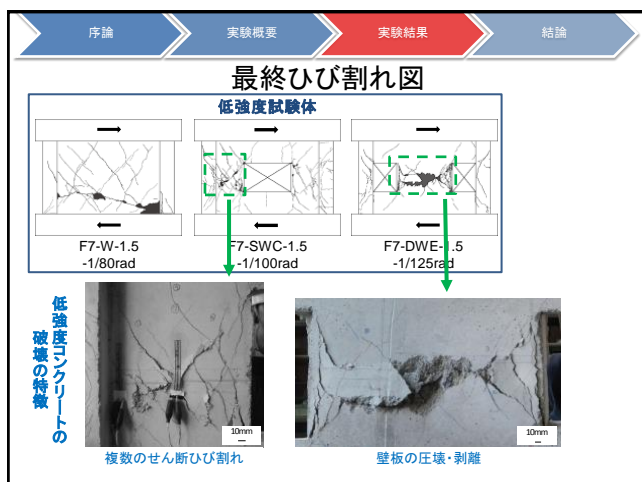 序論
実験概要
実験結果
結論
最終ひび割れ図
低強度試験体
F7-W-1.5
-1/80rad
F7-SWC-1.5
-1/100rad
F7-DWE-1.5
-1/125rad
低強度コンクリートの
破壊の特徴
10mm
10mm
複数のせん断ひび割れ
壁板の圧壊・剥離